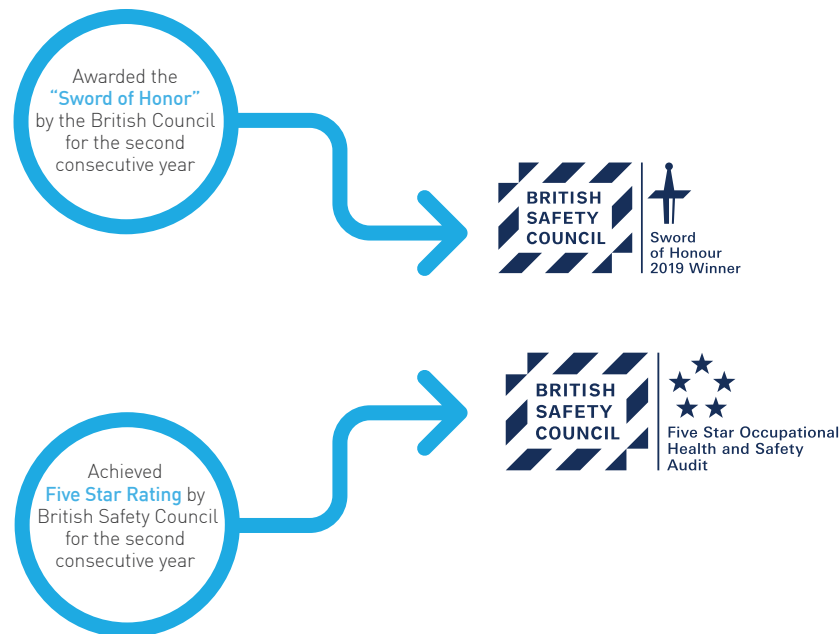 Awarded the
“Sword of Honor”
by the British Council
for the second
consecutive year
BRITISH
SAFETY
COUNCIL
Sword
of Honour
2019 Winner
Achieved
Five Star Rating by
British Safety Council
for the second
consecutive year
BRITISH
SAFETY
COUNCIL
Five Star Occupational
Health and Safety
Audit